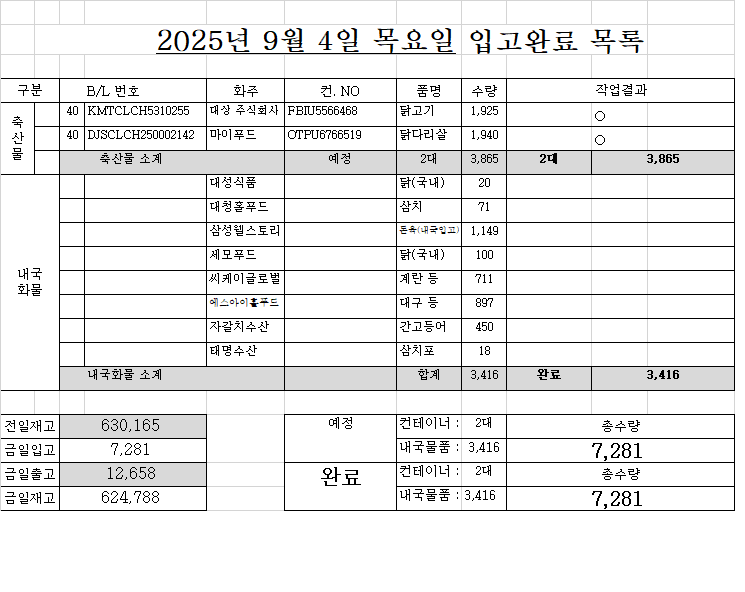 2025년 9월 4일 목요일 입고완료 목록
구분 B/L 번호 화주 컨. NO 품명 수량 작업결과
축산물 40 KMTCLCH5310255 대상 주식회사 FBIU5566468 닭고기 1,925 ○
40 DJSCLCH250002142 마이푸드 OTPU6766519 닭다리살 1,940 ○
축산물 소계 예정 2대 3,865 2대 3,865
내국화물 대성식품 닭(국내) 20
대청홀푸드 삼치 71
삼성웰스토리 돈육(내국입고) 1,149
세모푸드 닭(국내) 100
씨케이글로벌 계란 등 711
에스아이홀푸드 대구 등 897
자갈치수산 간고등어 450
태명수산 삼치포 18
내국화물 소계 합계 3,416 완료 3,416
전일재고 630,165 예정 컨테이너 : 2대 총수량
금일입고 7,281 내국물품 : 3,416 7,281
금일출고 12,658 완료 컨테이너 : 2대 총수량
금일재고 624,788 내국물품 : 3,416 7,281